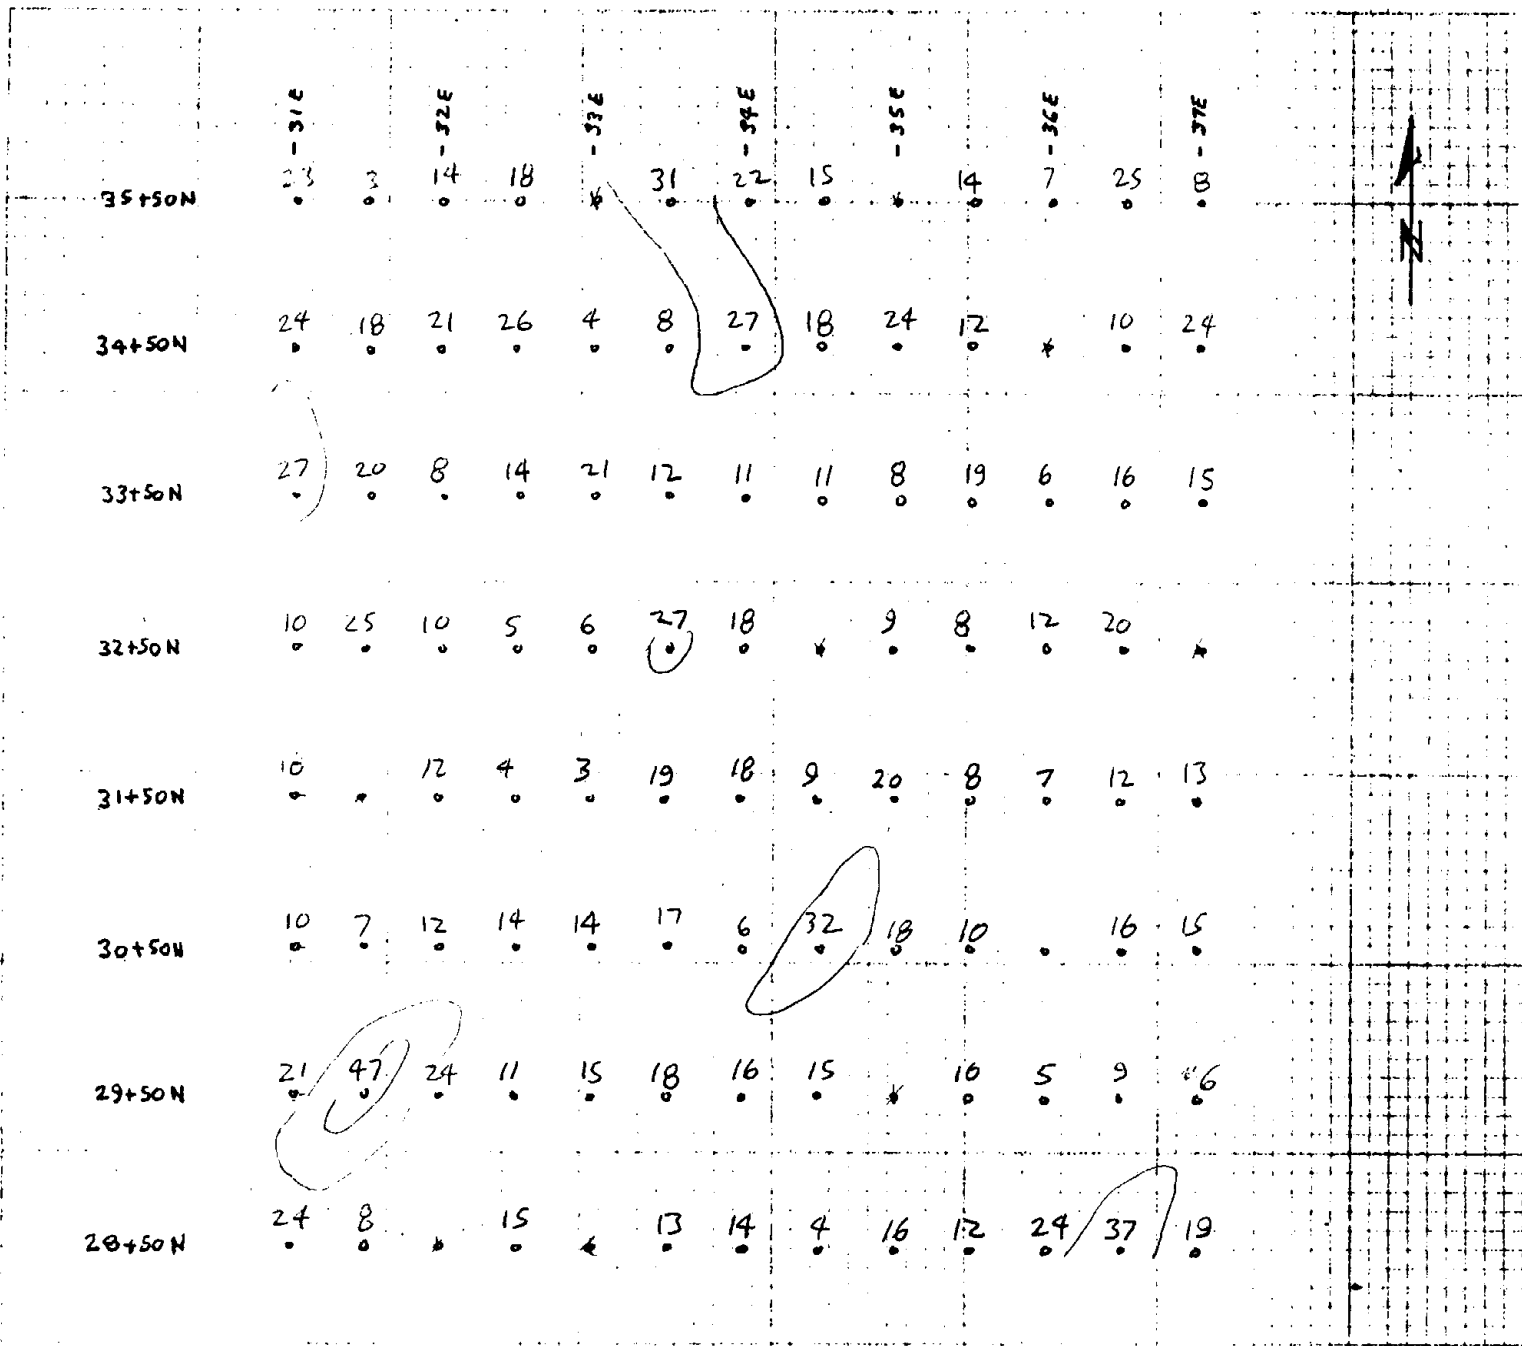 -31E -32E -33E -34E -35E -36E -37E
35+50N 23 3 14 18 31 22 15 14 7 25 8
N
34+50N 24 18 21 26 4 8 27 18 24 12 10 24
33+50N 27 20 8 14 21 12 11 11 8 19 6 16 15
32+50N 10 25 10 5 6 27 18 9 8 12 20
31+50N 10 12 4 3 19 18 9 20 8 7 12 13
30+50N 10 7 12 14 14 17 6 32 18 10 16 15
29+50N 21 47 24 11 15 18 16 15 16 5 9
28+50N 24 8 15 13 14 4 16 12 24 37 19